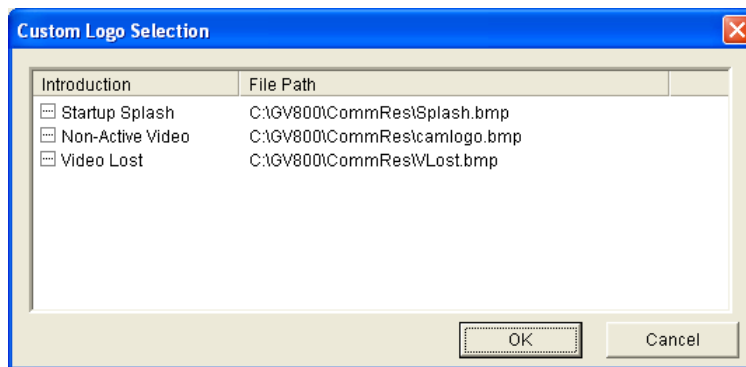 Custom Logo Selection
Introduction File Path
Startup Splash C:\GV800\CommRes\Splash.bmp
Non-Active Video C:\GV800\CommRes\camlogo.bmp
Video Lost C:\GV800\CommRes\VLost.bmp
OK Cancel